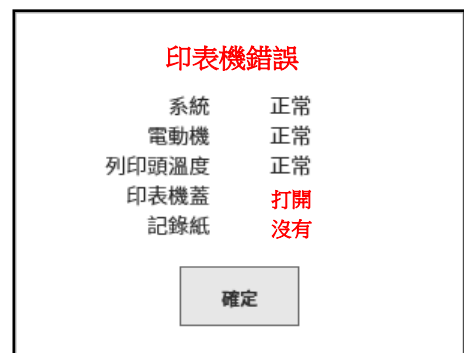 印表機錯誤
系統 正常
電動機 正常
列印頭溫度 正常
印表機蓋 打開
記錄紙 沒有
確定